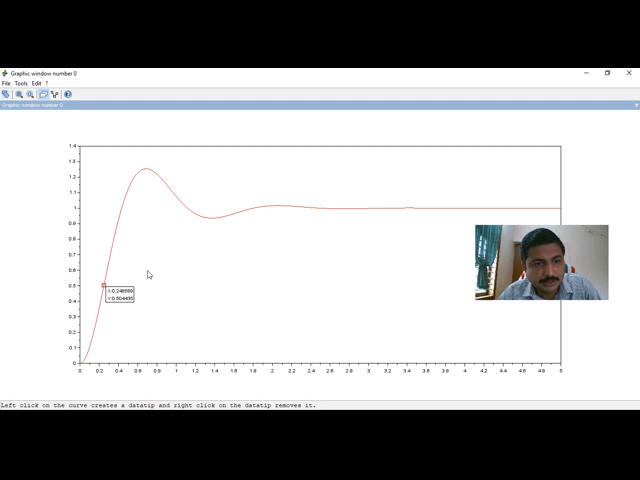 Graphic window number 0
File Tools Edit ?
Graphic window number 0
1.4
1.3
1.2
1.1
1
0.9
0.8
0.7
0.6
0.5
0.4
0.3
0.2
0.1
0
X:0.248589
Y:0.504435
0 0.2 0.4 0.6 0.8 1 1.2 1.4 1.6 1.8 2 2.2 2.4 2.6 2.8 3 3.2 3.4 3.6 3.8 4 4.2 4.4 4.6 4.8 5
Left click on the curve creates a datatip and right click on the datatip removes it.